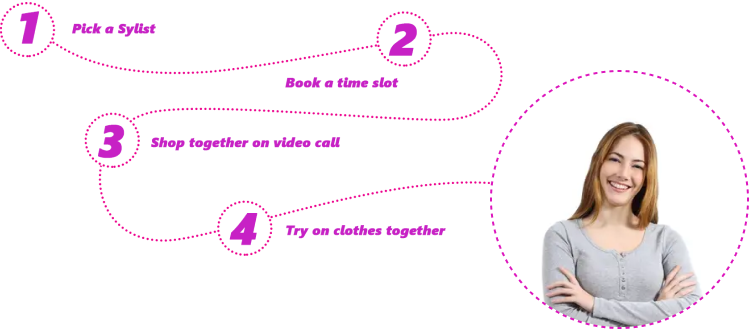 1
Pick a Sylist
2
Book a time slot
3
Shop together on video call
4
Try on clothes together